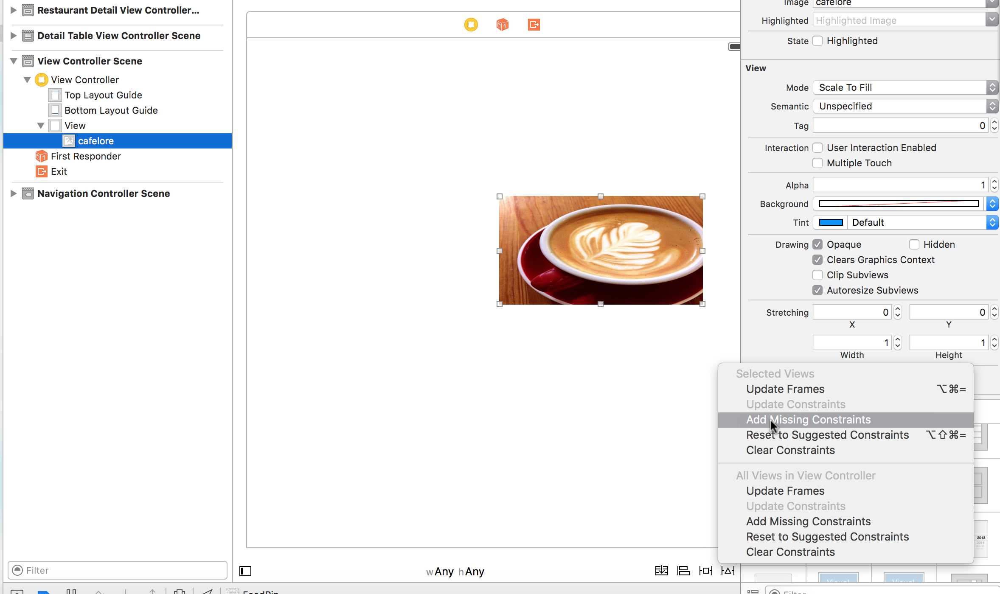 Restaurant Detail View Controller...
Detail Table View Controller Scene
View Controller Scene
View Controller
Top Layout Guide
Bottom Layout Guide
View
cafelore
First Responder
Exit
Navigation Controller Scene
Filter
wAny hAny
Image cafelore
Highlighted Highlighted Image
State Highlighted
View
Mode Scale To Fill
Semantic Unspecified
Tag 0
Interaction User Interaction Enabled
Multiple Touch
Alpha 1
Background
Tint Default
Drawing Opaque Hidden
Clears Graphics Context
Clip Subviews
Autoresize Subviews
Stretching 0 0
X Y
1 1
Width Height
Selected Views
Update Frames ⌥⌘=
Update Constraints
Add Missing Constraints
Reset to Suggested Constraints ⌥⇧⌘=
Clear Constraints
All Views in View Controller
Update Frames
Update Constraints
Add Missing Constraints
Reset to Suggested Constraints
Clear Constraints
2013
2014
Visual Visual
Filter